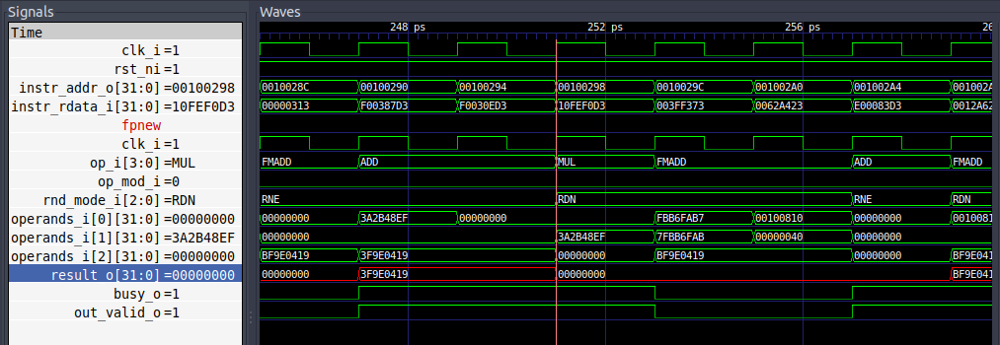 Signals Waves
Time 248 ps 252 ps 256 ps 26
clk_i=1
rst_ni=1
instr_addr_o[31:0]=00100298 0010028C 00100290 00100294 00100298 0010029C 001002A0 001002A4 001002A
instr_rdata_i[31:0]=10FEF0D3 00000313 F00387D3 F0030ED3 10FEF0D3 003FF373 0062A423 E00083D3 0012A62
fpnew
clk_i=1
op_i[3:0]=MUL FMADD ADD MUL FMADD ADD FMADD
op_mod_i=0
rnd_mode_i[2:0]=RDN RNE RDN RNE RDN
operands_i[0][31:0]=00000000 00000000 3A2B48EF 00000000 FBB6FAB7 00100810 00000000 0010081
operands_i[1][31:0]=3A2B48EF 00000000 3A2B48EF 7FBB6FAB 00000040 00000000
operands_i[2][31:0]=00000000 BF9E0419 3F9E0419 00000000 BF9E0419 00000000 BF9E041
result_o[31:0]=00000000 00000000 3F9E0419 00000000 BF9E041
busy_o=1
out_valid_o=1